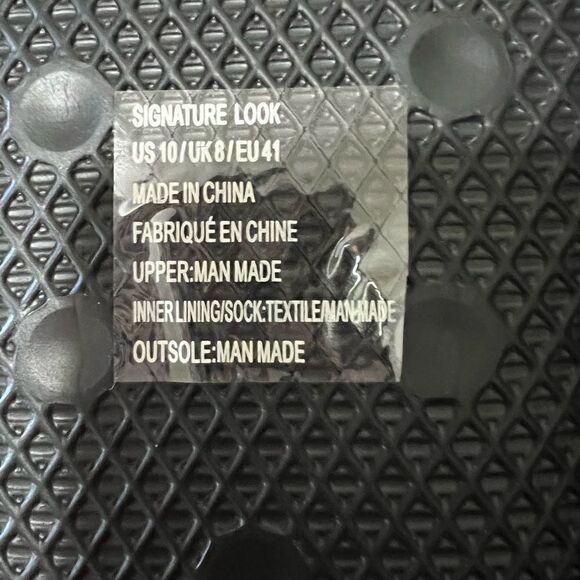 SIGNATURE LOOK
US 10/UK 8/EU 41
MADE IN CHINA
FABRIQUÉ EN CHINE
UPPER:MAN MADE
INNER LINING/SOCK:TEXTILE/MAN-MADE
OUTSOLE:MAN MADE